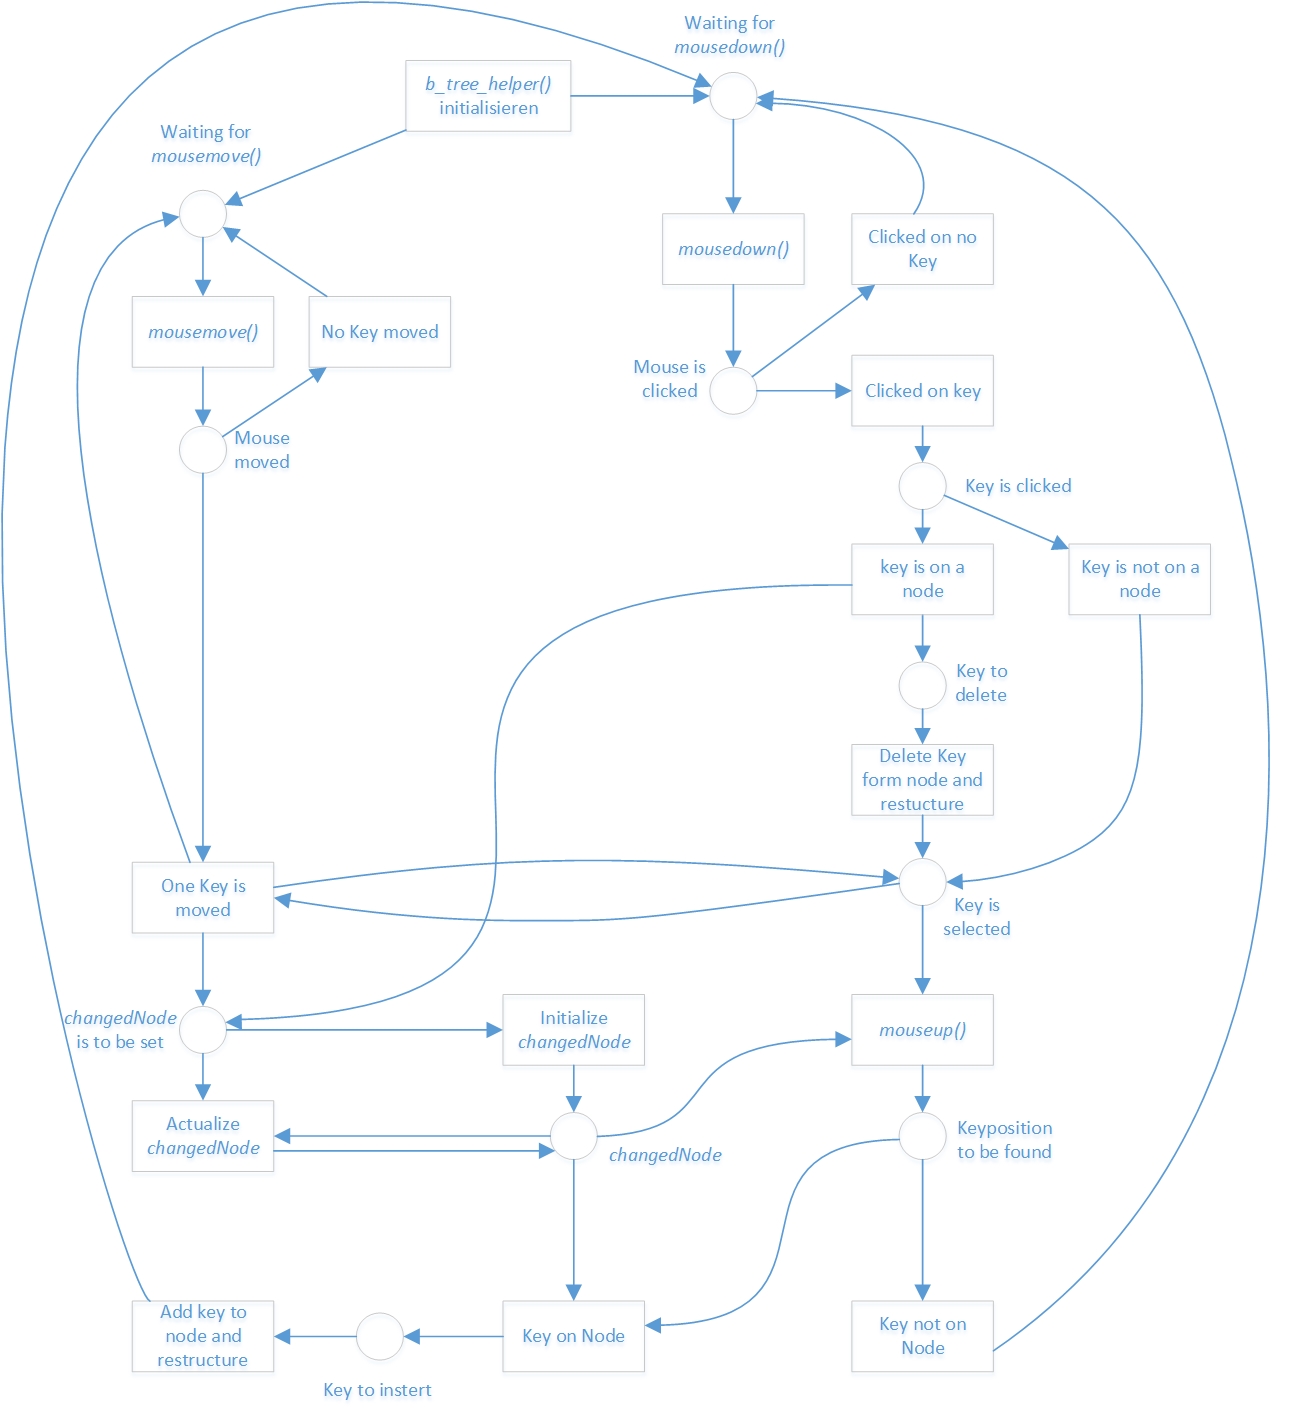 Waiting for
mousedown()
b_tree_helper()
initialisieren
Waiting for
mousemove()
mousedown()
Clicked on no
Key
mousemove()
No Key moved
Mouse is
clicked
Clicked on key
Mouse
moved
Key is clicked
key is on a
node
Key is not on a
node
Key to
delete
Delete Key
form node and
restucture
One Key is
moved
Key is
selected
changedNode
is to be set
Initialize
changedNode
mouseup()
Actualize
changedNode
changedNode
Keyposition
to be found
Add key to
node and
restructure
Key on Node
Key not on
Node
Key to instert